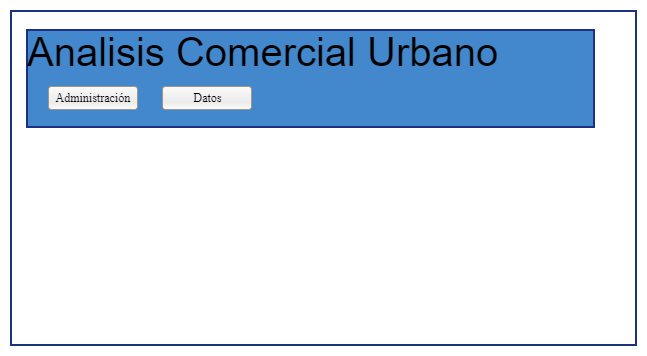 Analisis Comercial Urbano
Administración Datos